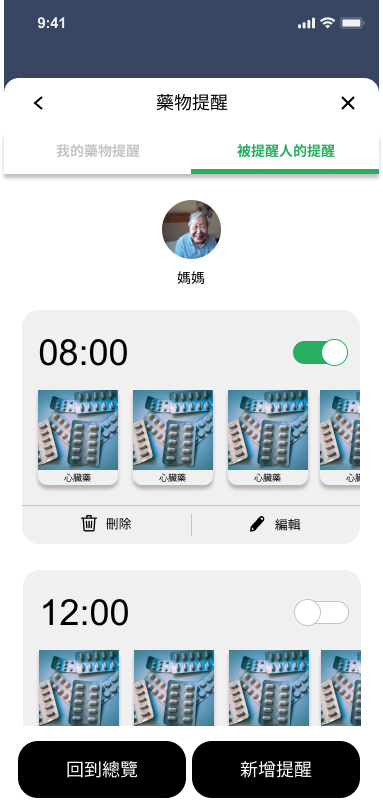 9:41
藥物提醒
我的藥物提醒 被提醒人的提醒
媽媽
08:00
心臟藥 心臟藥 心臟藥 心臟
刪除 編輯
12:00
回到總覽 新增提醒